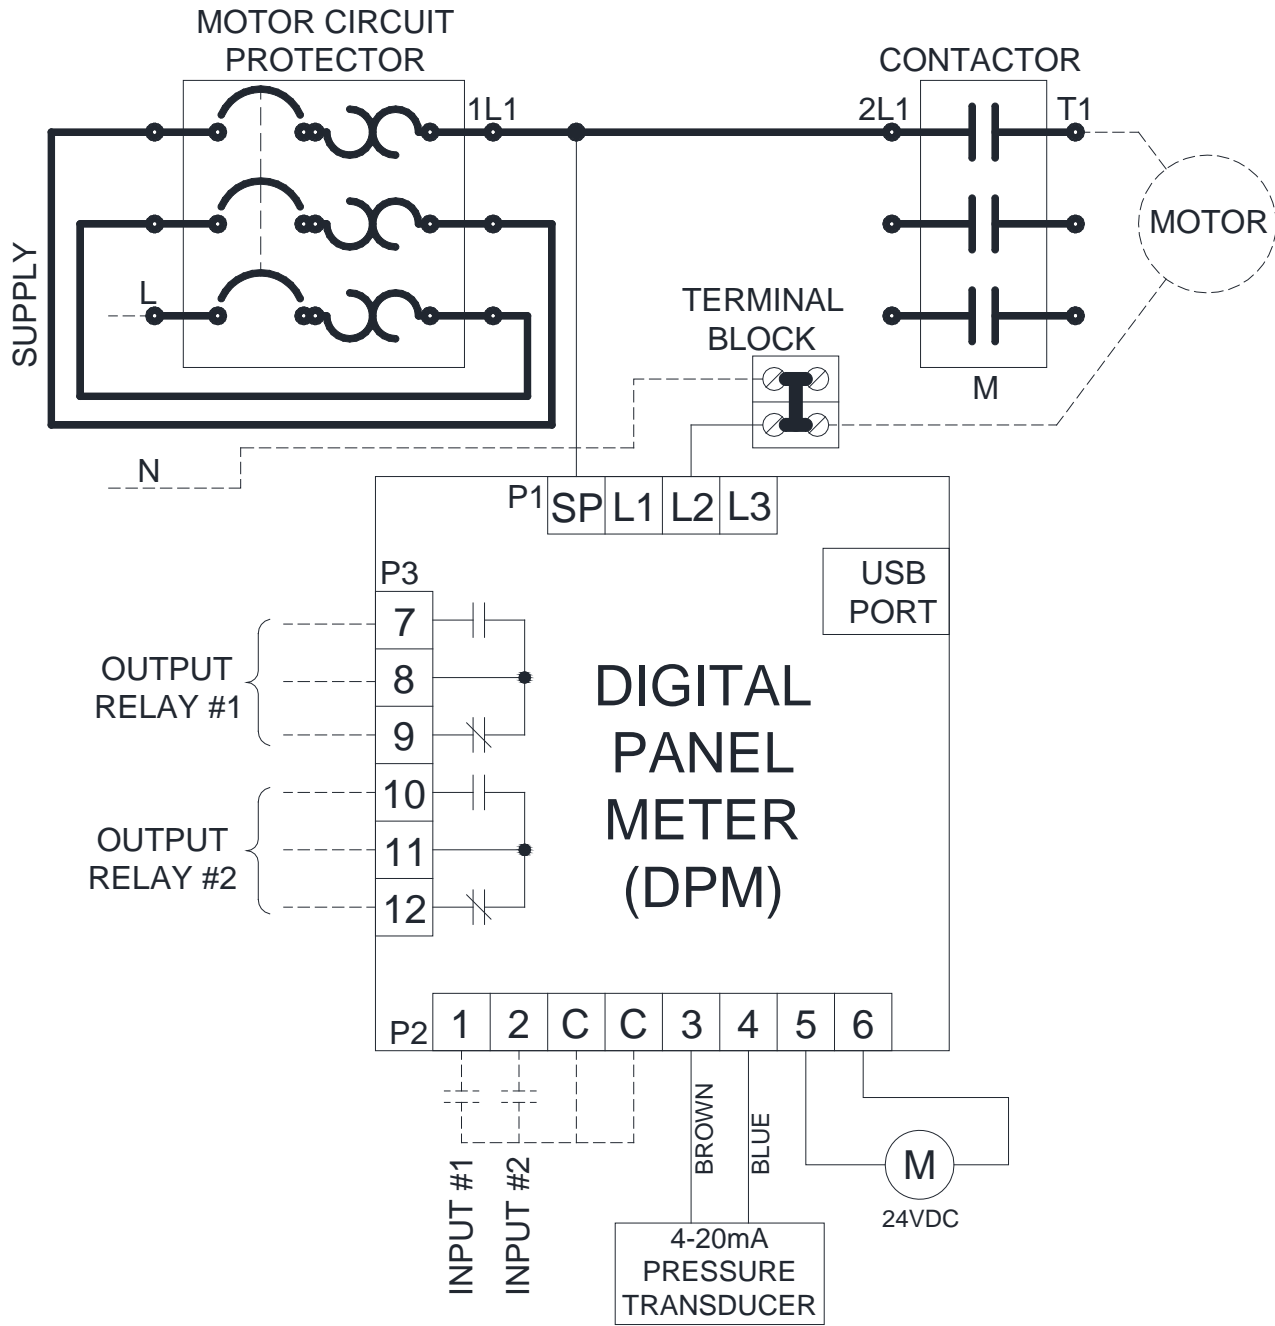 MOTOR CIRCUIT
PROTECTOR
CONTACTOR
1L1
2L1
T1
MOTOR
SUPPLY
L
TERMINAL
BLOCK
M
N
P1
SP
L1
L2
L3
USB
PORT
P3
7
8
9
10
11
12
OUTPUT
RELAY #1
OUTPUT
RELAY #2
DIGITAL
PANEL
METER
(DPM)
P2
1
2
C
C
3
4
5
6
BROWN
BLUE
INPUT #1
INPUT #2
M
24VDC
4-20mA
PRESSURE
TRANSDUCER